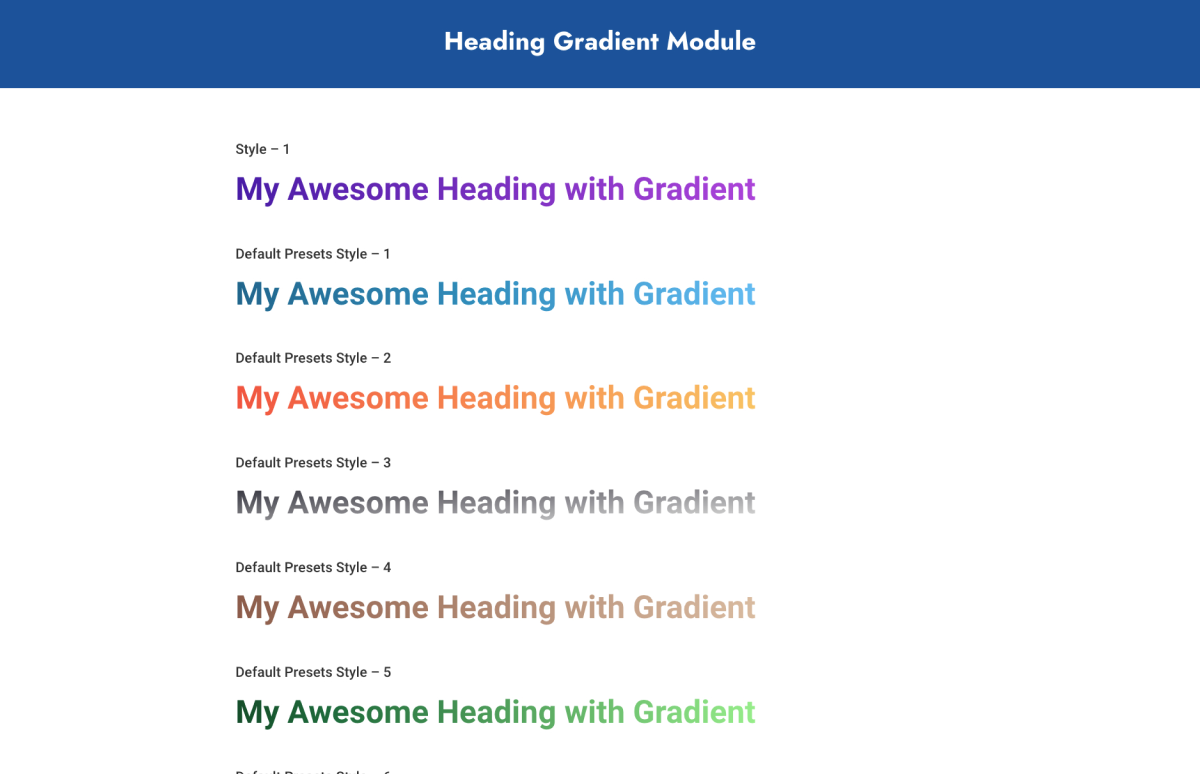 Heading Gradient Module
Style – 1
My Awesome Heading with Gradient
Default Presets Style – 1
My Awesome Heading with Gradient
Default Presets Style – 2
My Awesome Heading with Gradient
Default Presets Style – 3
My Awesome Heading with Gradient
Default Presets Style – 4
My Awesome Heading with Gradient
Default Presets Style – 5
My Awesome Heading with Gradient